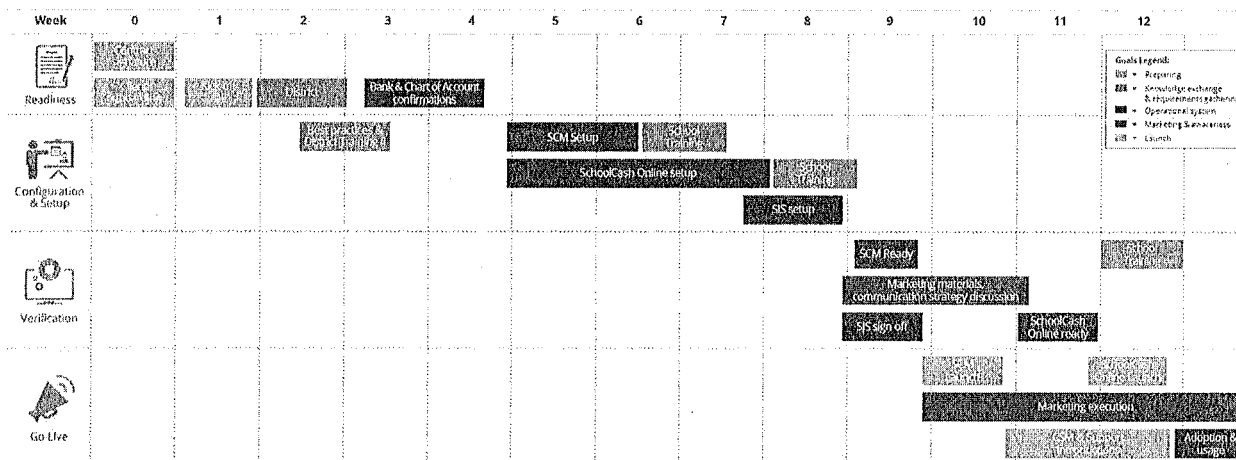 Week 0 1 2 3 4 5 6 7 8 9 10 11 12
Readiness
Bank & Chart of Account
confirmations
Goals Legend:
Preparing
Knowledge exchange
& requirements gathering
Operational system
Marketing & awareness
Launch
Configuration
& Setup
Best practices &
SCM Setup
School
Training
SchoolCash Online setup
School
Training
SIS setup
Verification
SCM Ready
School
Marketing materials,
communication strategy discussion
SIS sign off
SchoolCash
Online ready
Go-Live
Marketing execution
Adoption &
usage